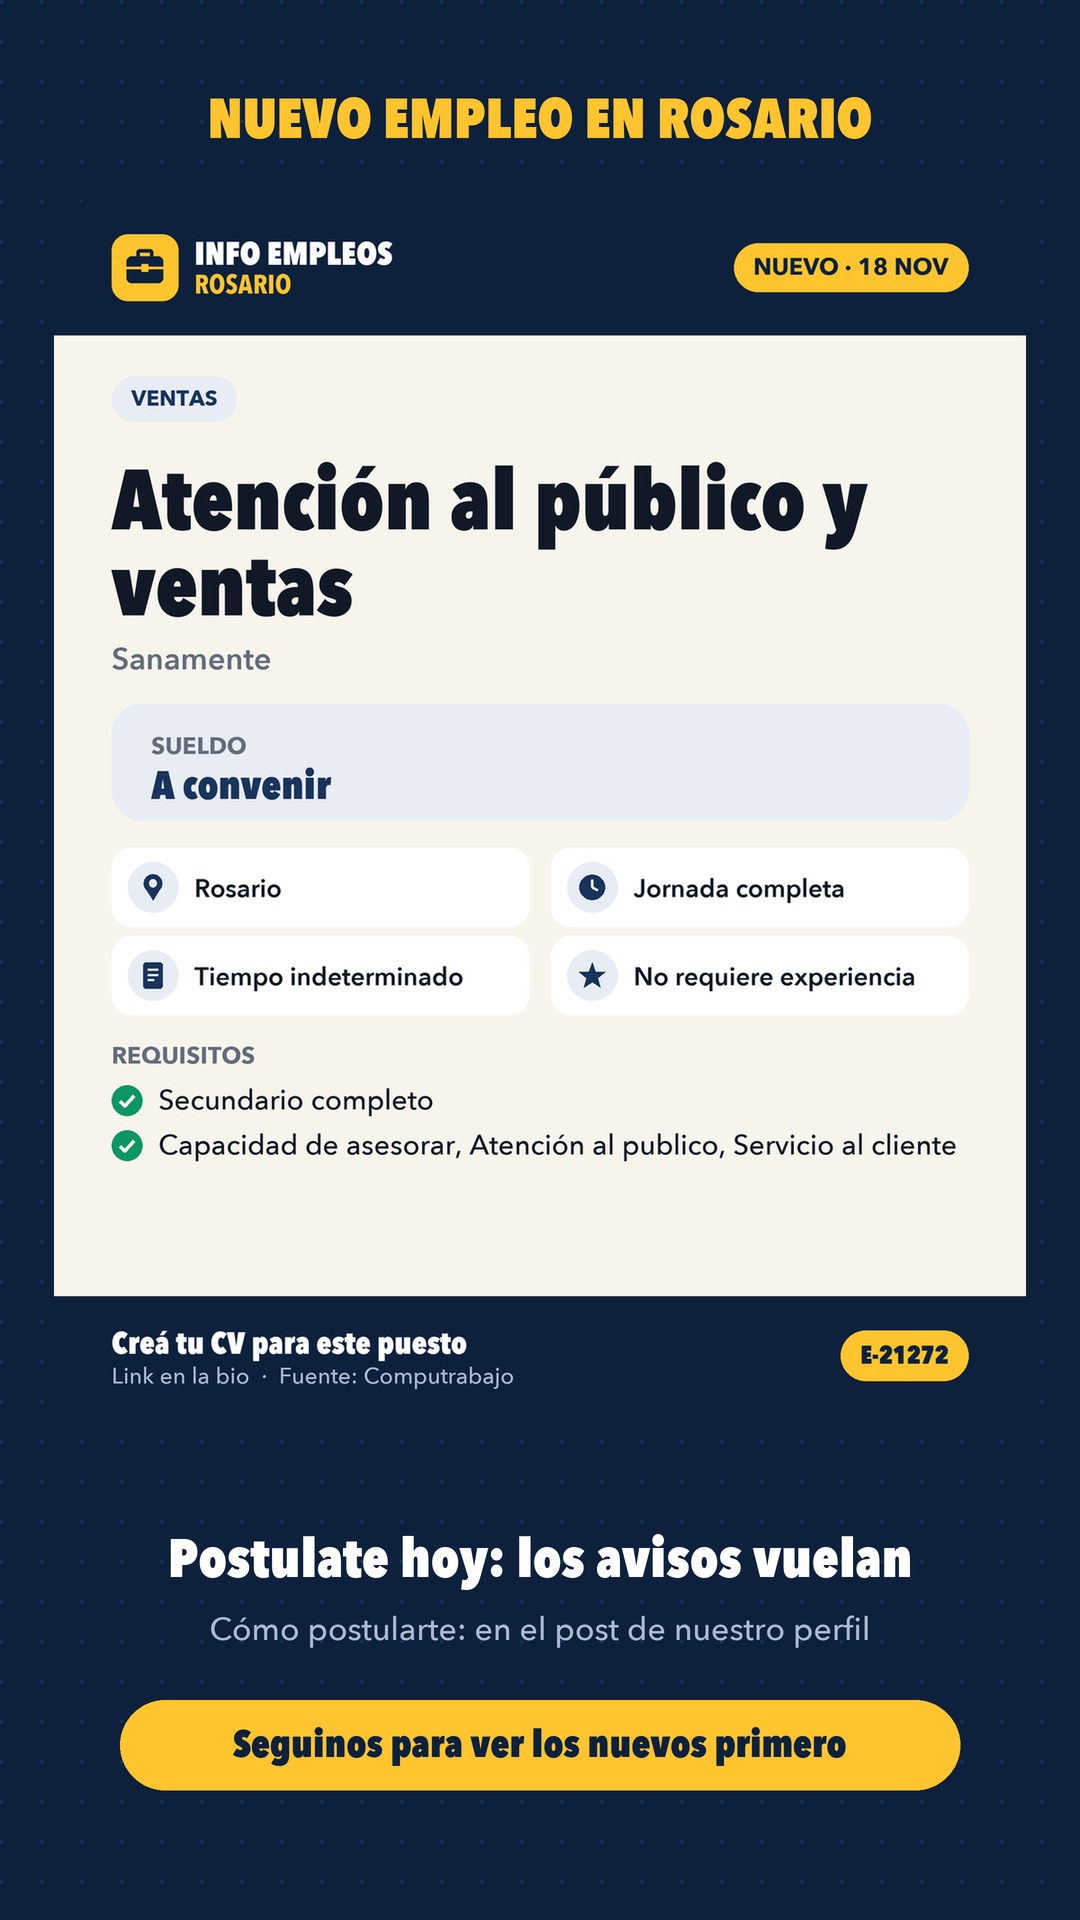 NUEVO EMPLEO EN ROSARIO
INFO EMPLEOS
ROSARIO
NUEVO · 18 NOV
VENTAS
Atención al público y
ventas
Sanamente
SUELDO
A convenir
Rosario
Jornada completa
Tiempo indeterminado
No requiere experiencia
REQUISITOS
Secundario completo
Capacidad de asesorar, Atención al publico, Servicio al cliente
Creá tu CV para este puesto
Link en la bio · Fuente: Computrabajo
E-21272
Postulate hoy: los avisos vuelan
Cómo postularte: en el post de nuestro perfil
Seguinos para ver los nuevos primero